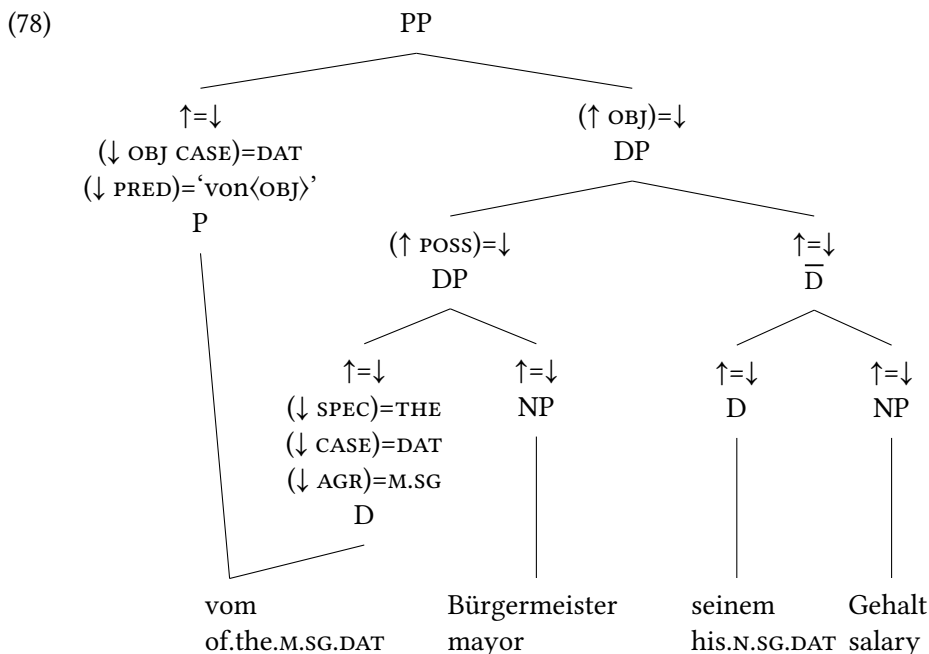 (78) PP
↑=↓ (↑ OBJ)=↓
(↓ OBJ CASE)=DAT DP
(↓ PRED)=‘von⟨OBJ⟩’
P (↑ POSS)=↓ ↑=↓
DP D̅
↑=↓ ↑=↓ ↑=↓ ↑=↓
(↓ SPEC)=THE NP D NP
(↓ CASE)=DAT
(↓ AGR)=M.SG
D
vom Bürgermeister seinem Gehalt
of.the.M.SG.DAT mayor his.N.SG.DAT salary